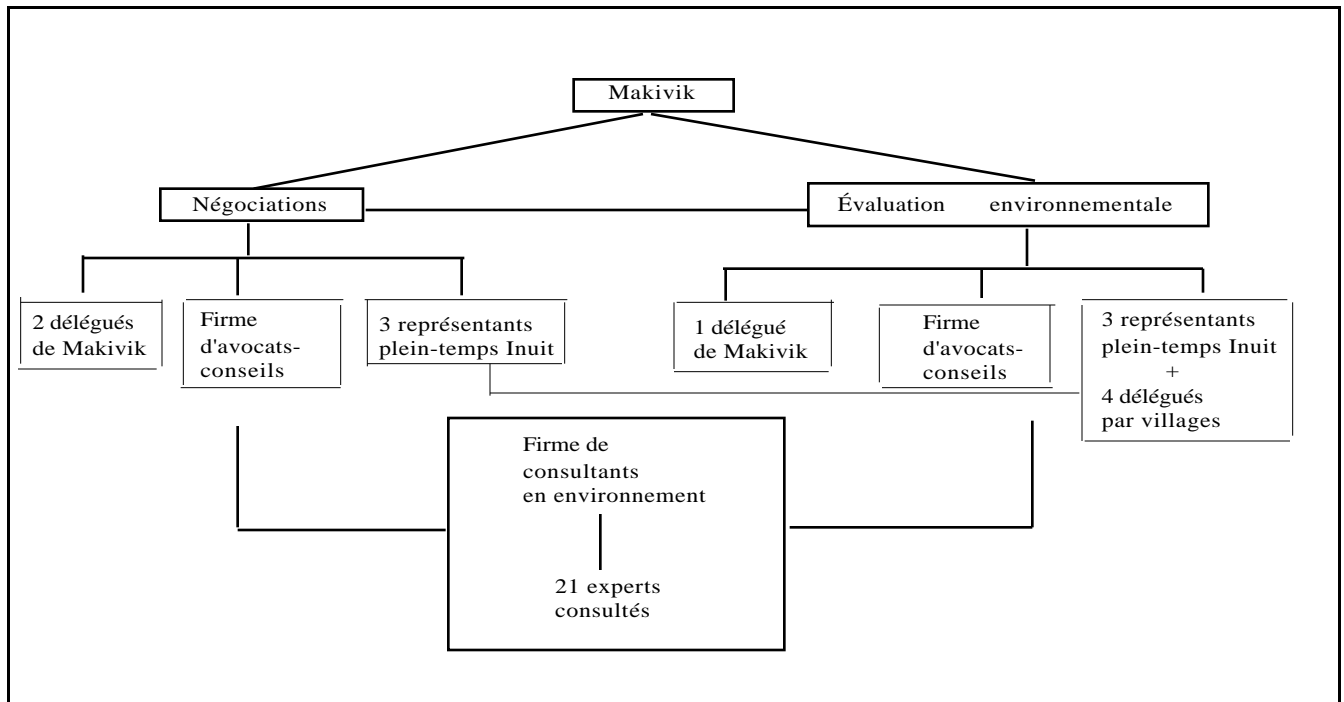 Makivik
Négociations
Évaluation environnementale
2 délégués
de Makivik
Firme
d'avocats-
conseils
3 représentants
plein-temps Inuit
1 délégué
de Makivik
Firme
d'avocats-
conseils
3 représentants
plein-temps Inuit
+
4 délégués
par villages
Firme de
consultants
en environnement
21 experts
consultés